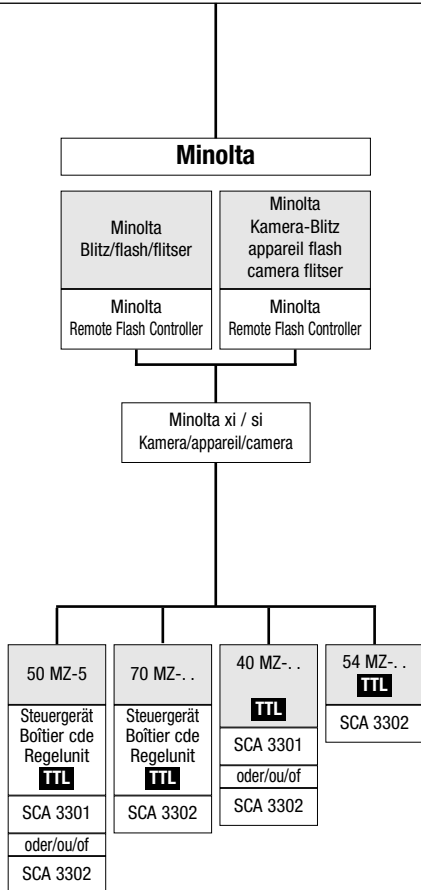 Minolta
Minolta
Blitz/flash/flitser
Minolta
Remote Flash Controller
Minolta
Kamera-Blitz
appareil flash
camera flitser
Minolta
Remote Flash Controller
Minolta xi / si
Kamera/appareil/camera
50 MZ-5
Steuergerät
Boîtier cde
Regelunit
TTL
SCA 3301
oder/ou/of
SCA 3302
70 MZ-. .
Steuergerät
Boîtier cde
Regelunit
TTL
SCA 3302
40 MZ-. .
TTL
SCA 3301
oder/ou/of
SCA 3302
54 MZ-. .
TTL
SCA 3302